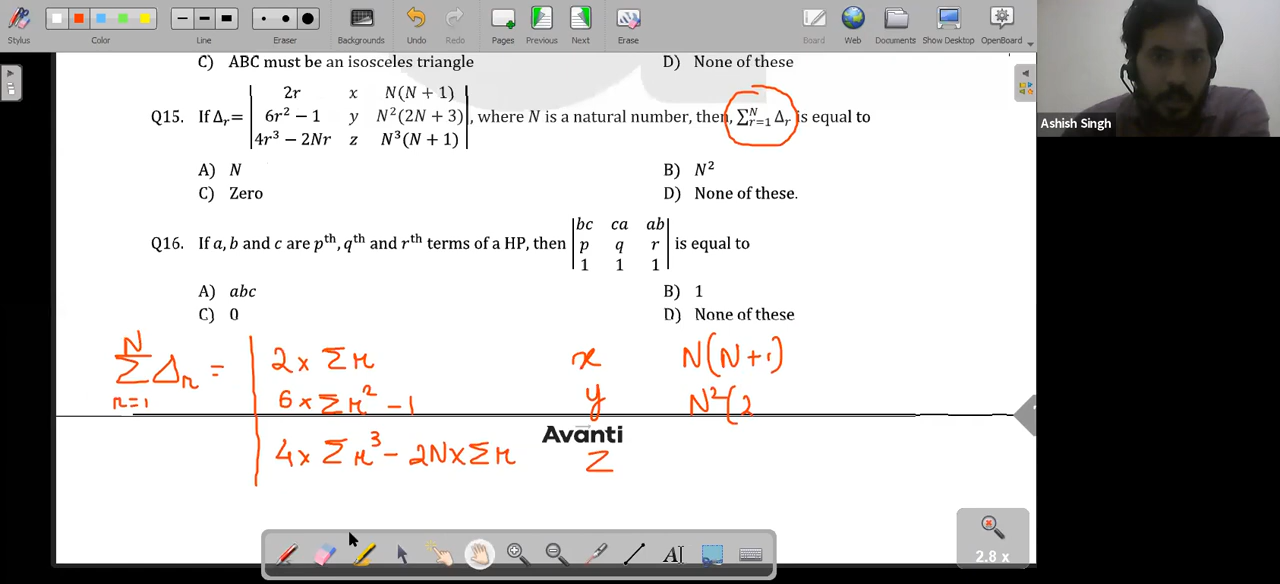 Stylus
Color
Line
Eraser
Backgrounds
Undo
Redo
Pages
Previous
Next
Erase
Board
Web
Documents
Show Desktop
OpenBoard
Ashish Singh
C) ABC must be an isosceles triangle
D) None of these
Q15. If Δᵣ= | 2r x N(N + 1) |
| 6r² − 1 y N²(2N + 3) | , where N is a natural number, then, ∑ᴺᵣ₌₁ Δᵣ is equal to
| 4r³ − 2Nr z N³(N + 1) |
A) N
B) N²
C) Zero
D) None of these.
Q16. If a, b and c are pᵗʰ, qᵗʰ and rᵗʰ terms of a HP, then | bc ca ab |
| p q r | is equal to
| 1 1 1 |
A) abc
B) 1
C) 0
D) None of these
N
Σ Δr = | 2 x Σr x N(N+1)
r=1 | 6 x Σr² - 1 y N²(2
Avanti
| 4 x Σr³ - 2N x Σr z
2.8 x